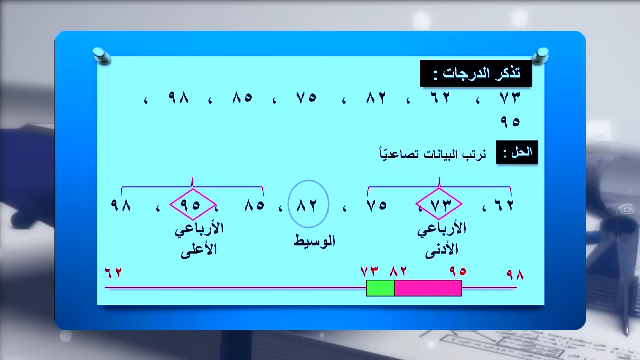 تذكر الدرجات :
٧٣ ، ٦٢ ، ٨٢ ، ٧٥ ، ٨٥ ، ٩٨ ،
٩٥
الحل :
نرتب البيانات تصاعديّاً
٦٢ ، ٧٣ ، ٧٥ ، ٨٢ ، ٨٥ ، ٩٥ ، ٩٨
الأرباعي الأدنى
الوسيط
الأرباعي الأعلى
٦٢ ٧٣ ٨٢ ٩٥ ٩٨